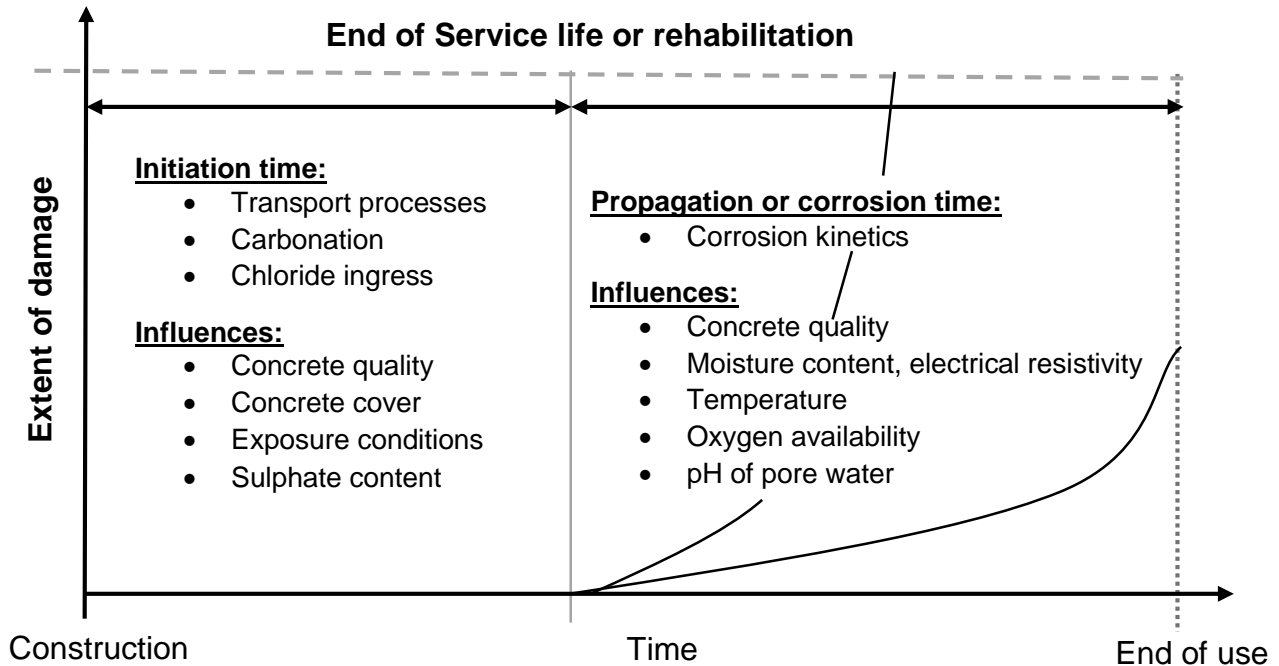 End of Service life or rehabilitation
Extent of damage
Initiation time:
• Transport processes
• Carbonation
• Chloride ingress
Influences:
• Concrete quality
• Concrete cover
• Exposure conditions
• Sulphate content
Propagation or corrosion time:
• Corrosion kinetics
Influences:
• Concrete quality
• Moisture content, electrical resistivity
• Temperature
• Oxygen availability
• pH of pore water
Construction
Time
End of use